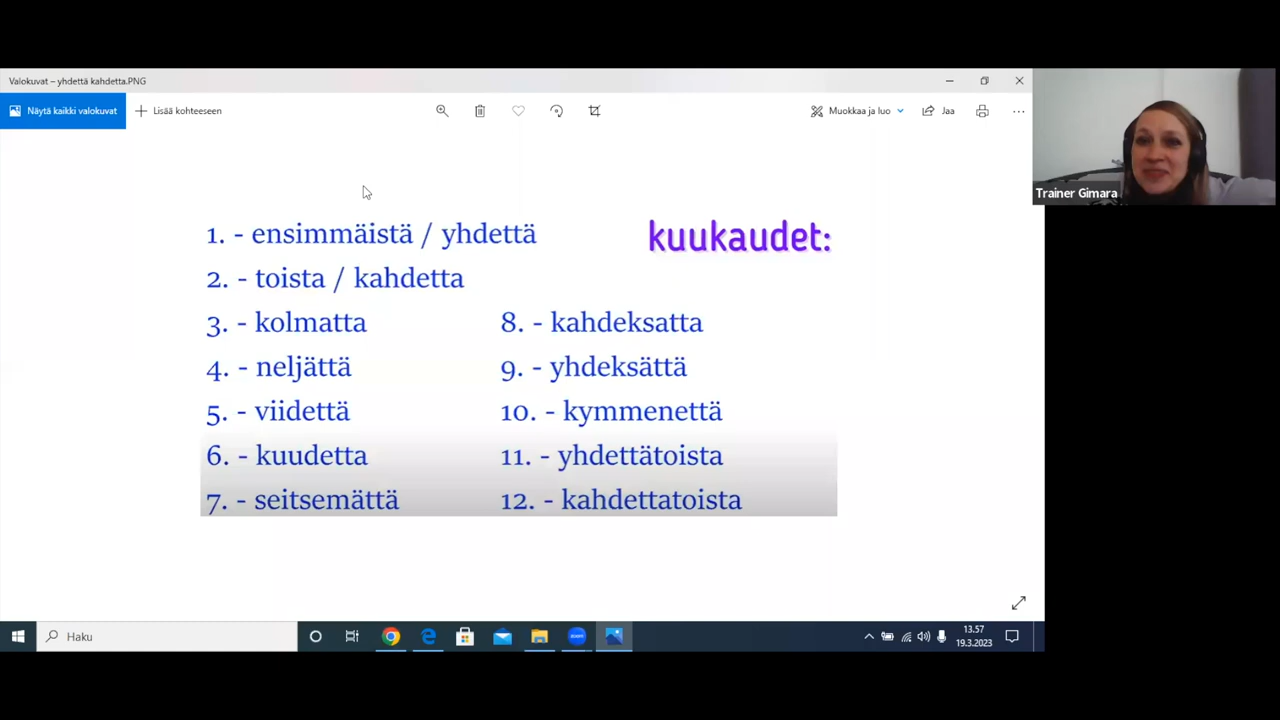 Valokuvat – yhdettä kahdetta.PNG
Näytä kaikki valokuvat
Lisää kohteeseen
Muokkaa ja luo
Jaa
Trainer Gimara
kuukaudet:
1. - ensimmäistä / yhdettä
2. - toista / kahdetta
3. - kolmatta
4. - neljättä
5. - viidettä
6. - kuudetta
7. - seitsemättä
8. - kahdeksatta
9. - yhdeksättä
10. - kymmenettä
11. - yhdettätoista
12. - kahdettatoista
Haku
zoom
13.57
19.3.2023